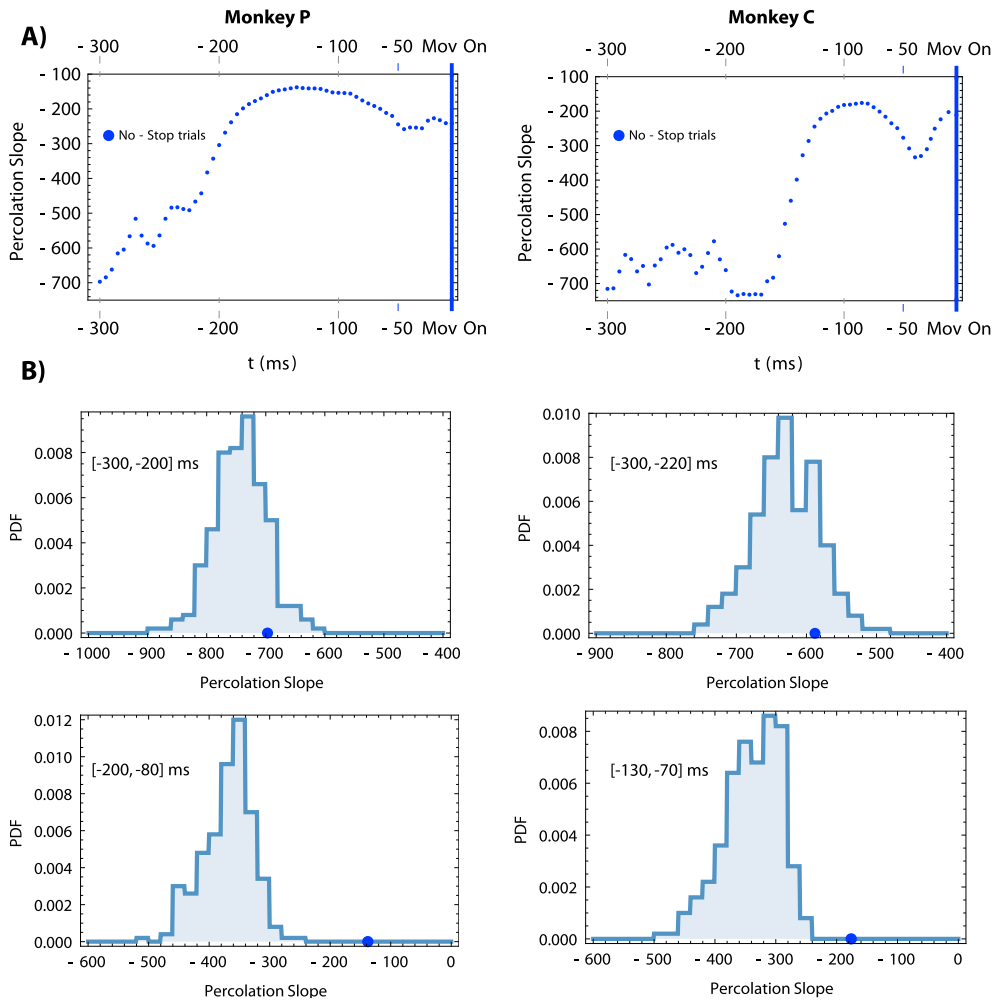 Monkey P
Monkey C
A)
- 300 - 200 - 100 - 50 Mov On
- 300 - 200 - 100 - 50 Mov On
- 100
- 200
- 300
- 400
- 500
- 600
- 700
Percolation Slope
No - Stop trials
- 300 - 200 - 100 - 50 Mov On
t (ms)
- 100
- 200
- 300
- 400
- 500
- 600
- 700
Percolation Slope
No - Stop trials
- 300 - 200 - 100 - 50 Mov On
t (ms)
B)
0.008
0.006
0.004
0.002
0.000
PDF
[-300, -200] ms
- 1000 - 900 - 800 - 700 - 600 - 500 - 400
Percolation Slope
0.010
0.008
0.006
0.004
0.002
0.000
PDF
[-300, -220] ms
- 900 - 800 - 700 - 600 - 500 - 400
Percolation Slope
0.012
0.010
0.008
0.006
0.004
0.002
0.000
PDF
[-200, -80] ms
- 600 - 500 - 400 - 300 - 200 - 100 0
Percolation Slope
0.008
0.006
0.004
0.002
0.000
PDF
[-130, -70] ms
- 600 - 500 - 400 - 300 - 200 - 100 0
Percolation Slope